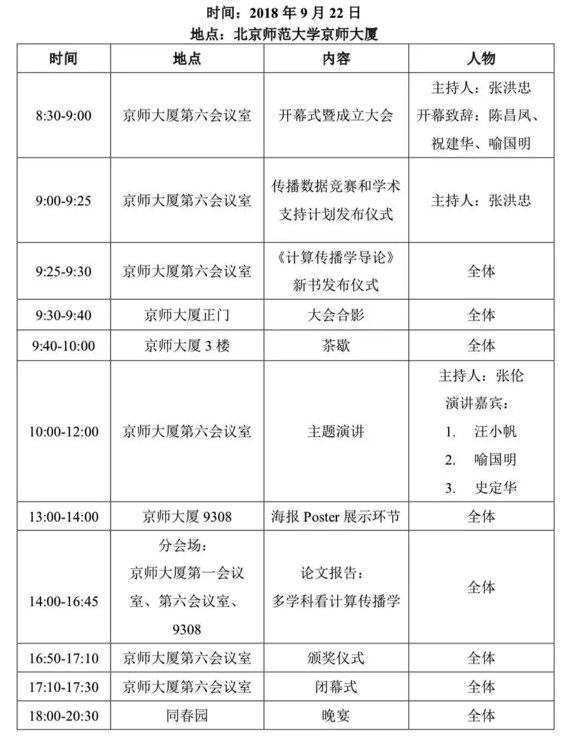 时间：2018 年 9 月 22 日
地点：北京师范大学京师大厦
时间 地点 内容 人物
8:30-9:00 京师大厦第六会议室 开幕式暨成立大会 主持人：张洪忠
开幕致辞：陈昌凤、
祝建华、喻国明
9:00-9:25 京师大厦第六会议室 传播数据竞赛和学术
支持计划发布仪式 主持人：张洪忠
9:25-9:30 京师大厦第六会议室 《计算传播学导论》
新书发布仪式 全体
9:30-9:40 京师大厦正门 大会合影 全体
9:40-10:00 京师大厦 3 楼 茶歇 全体
10:00-12:00 京师大厦第六会议室 主题演讲 主持人：张伦
演讲嘉宾：
1. 汪小帆
2. 喻国明
3. 史定华
13:00-14:00 京师大厦 9308 海报 Poster 展示环节 全体
14:00-16:45 分会场：
京师大厦第一会议
室、第六会议室、
9308 论文报告：
多学科看计算传播学 全体
16:50-17:10 京师大厦第六会议室 颁奖仪式 全体
17:10-17:30 京师大厦第六会议室 闭幕式 全体
18:00-20:30 同春园 晚宴 全体